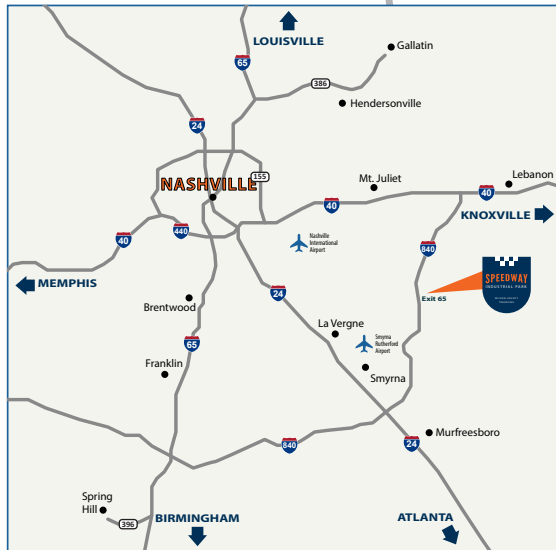 LOUISVILLE
Gallatin
65
386
Hendersonville
24
155
NASHVILLE
Mt. Juliet
Lebanon
40
40
KNOXVILLE
440
40
Nashville
International
Airport
840
MEMPHIS
SPEEDWAY
INDUSTRIAL PARK
Exit 65
24
Brentwood
La Vergne
65
Smyrna
Rutherford
Airport
Franklin
Smyrna
Murfreesboro
840
24
Spring
Hill
396
BIRMINGHAM
ATLANTA